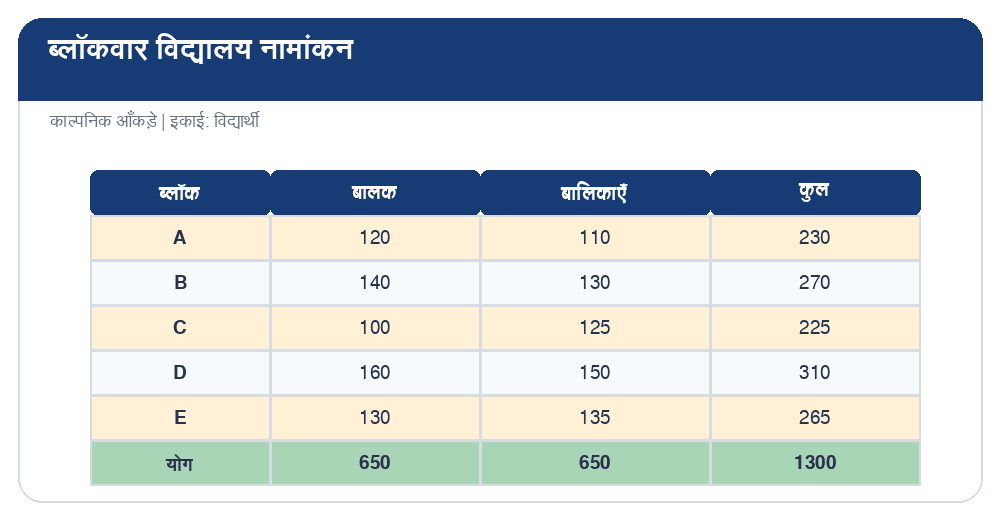 ब्लॉकवार विद्यालय नामांकन
काल्पनिक आँकड़े | इकाई: विद्यार्थी
ब्लॉक बालक बालिकाएँ कुल
A 120 110 230
B 140 130 270
C 100 125 225
D 160 150 310
E 130 135 265
योग 650 650 1300